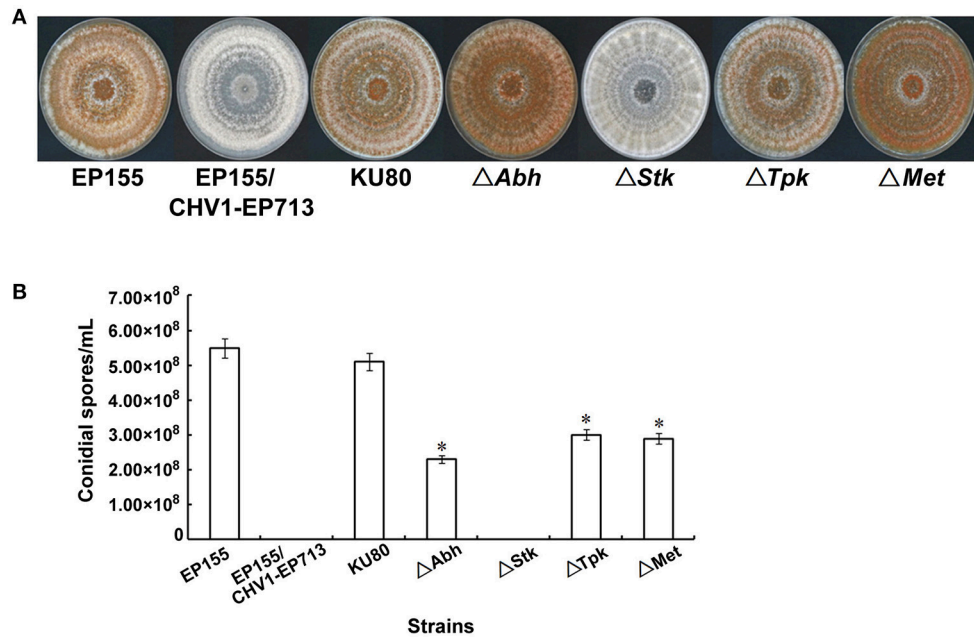 A
EP155 EP155/ KU80 △Abh △Stk △Tpk △Met
CHV1-EP713
B
7.00×10⁸
6.00×10⁸
5.00×10⁸
4.00×10⁸
3.00×10⁸
2.00×10⁸
1.00×10⁸
0
Conidial spores/mL
*
*
*
EP155
EP155/
CHV1-EP713
KU80
△Abh
△Stk
△Tpk
△Met
Strains